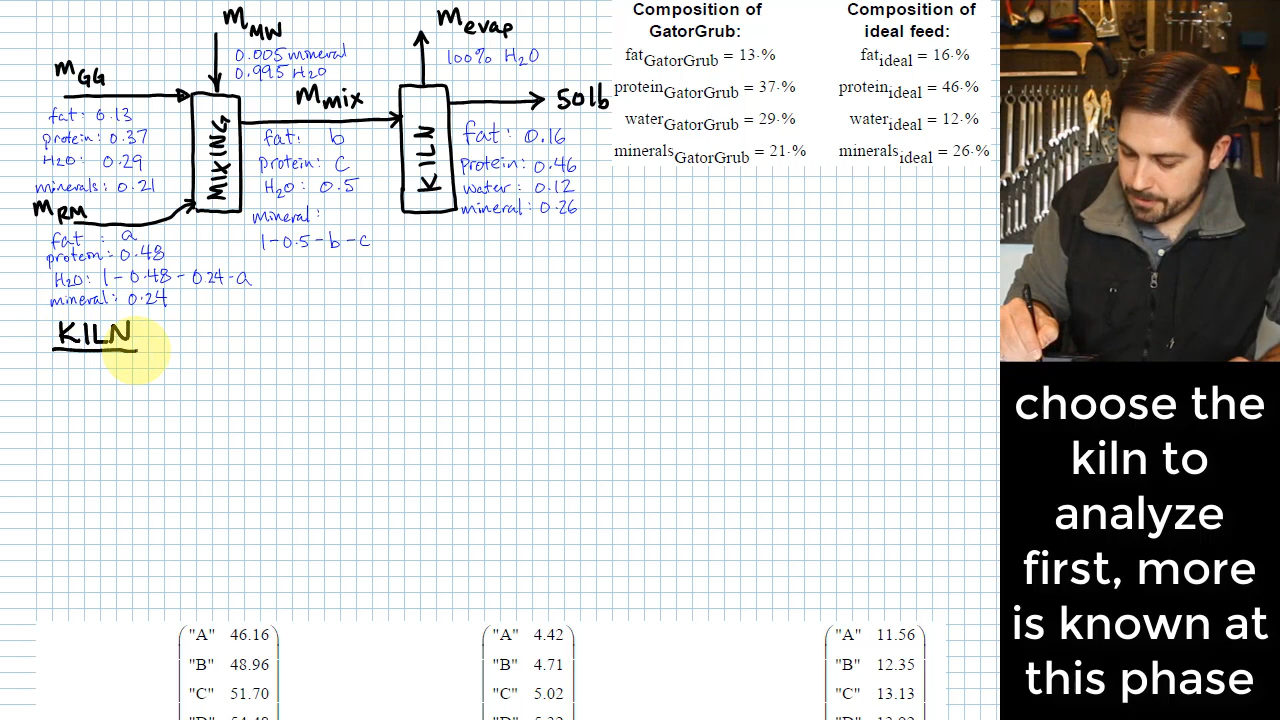 m_MW
0.005 mineral
0.995 H2O
m_evap
100% H2O
m_GG
fat: 0.13
protein: 0.37
H2O: 0.29
minerals: 0.21
MIXING
m_mix
fat: b
protein: c
H2O: 0.5
mineral:
1-0.5-b-c
KILN
50lb
fat: 0.16
Protein: 0.46
water: 0.12
mineral: 0.26
m_RM
fat : a
protein: 0.48
H2O: 1-0.48-0.24-a
mineral: 0.24
KILN
Composition of
GatorGrub:
fat_GatorGrub = 13·%
protein_GatorGrub = 37·%
water_GatorGrub = 29·%
minerals_GatorGrub = 21·%
Composition of
ideal feed:
fat_ideal = 16·%
protein_ideal = 46·%
water_ideal = 12·%
minerals_ideal = 26·%
"A" 46.16
"B" 48.96
"C" 51.70
"A" 4.42
"B" 4.71
"C" 5.02
"A" 11.56
"B" 12.35
"C" 13.13
choose the
kiln to
analyze
first, more
is known at
this phase